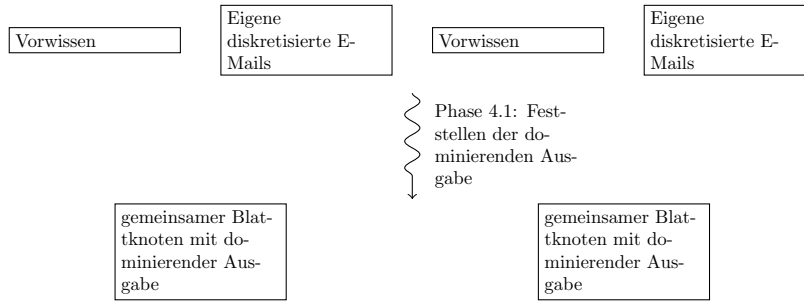 Vorwissen
Eigene
diskretisierte E-
Mails
Vorwissen
Eigene
diskretisierte E-
Mails
Phase 4.1: Fest-
stellen der do-
minierenden Aus-
gabe
gemeinsamer Blat-
tknoten mit do-
minierender Aus-
gabe
gemeinsamer Blat-
tknoten mit do-
minierender Aus-
gabe